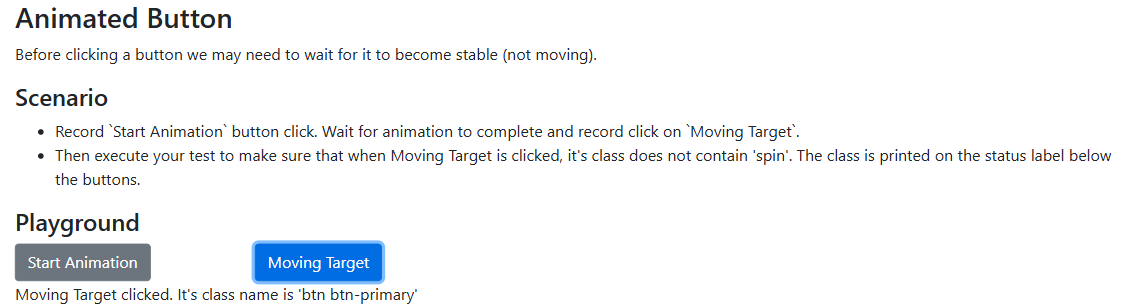 Animated Button
Before clicking a button we may need to wait for it to become stable (not moving).
Scenario
• Record `Start Animation` button click. Wait for animation to complete and record click on `Moving Target`.
• Then execute your test to make sure that when Moving Target is clicked, it's class does not contain 'spin'. The class is printed on the status label below
the buttons.
Playground
Start Animation Moving Target
Moving Target clicked. It's class name is 'btn btn-primary'